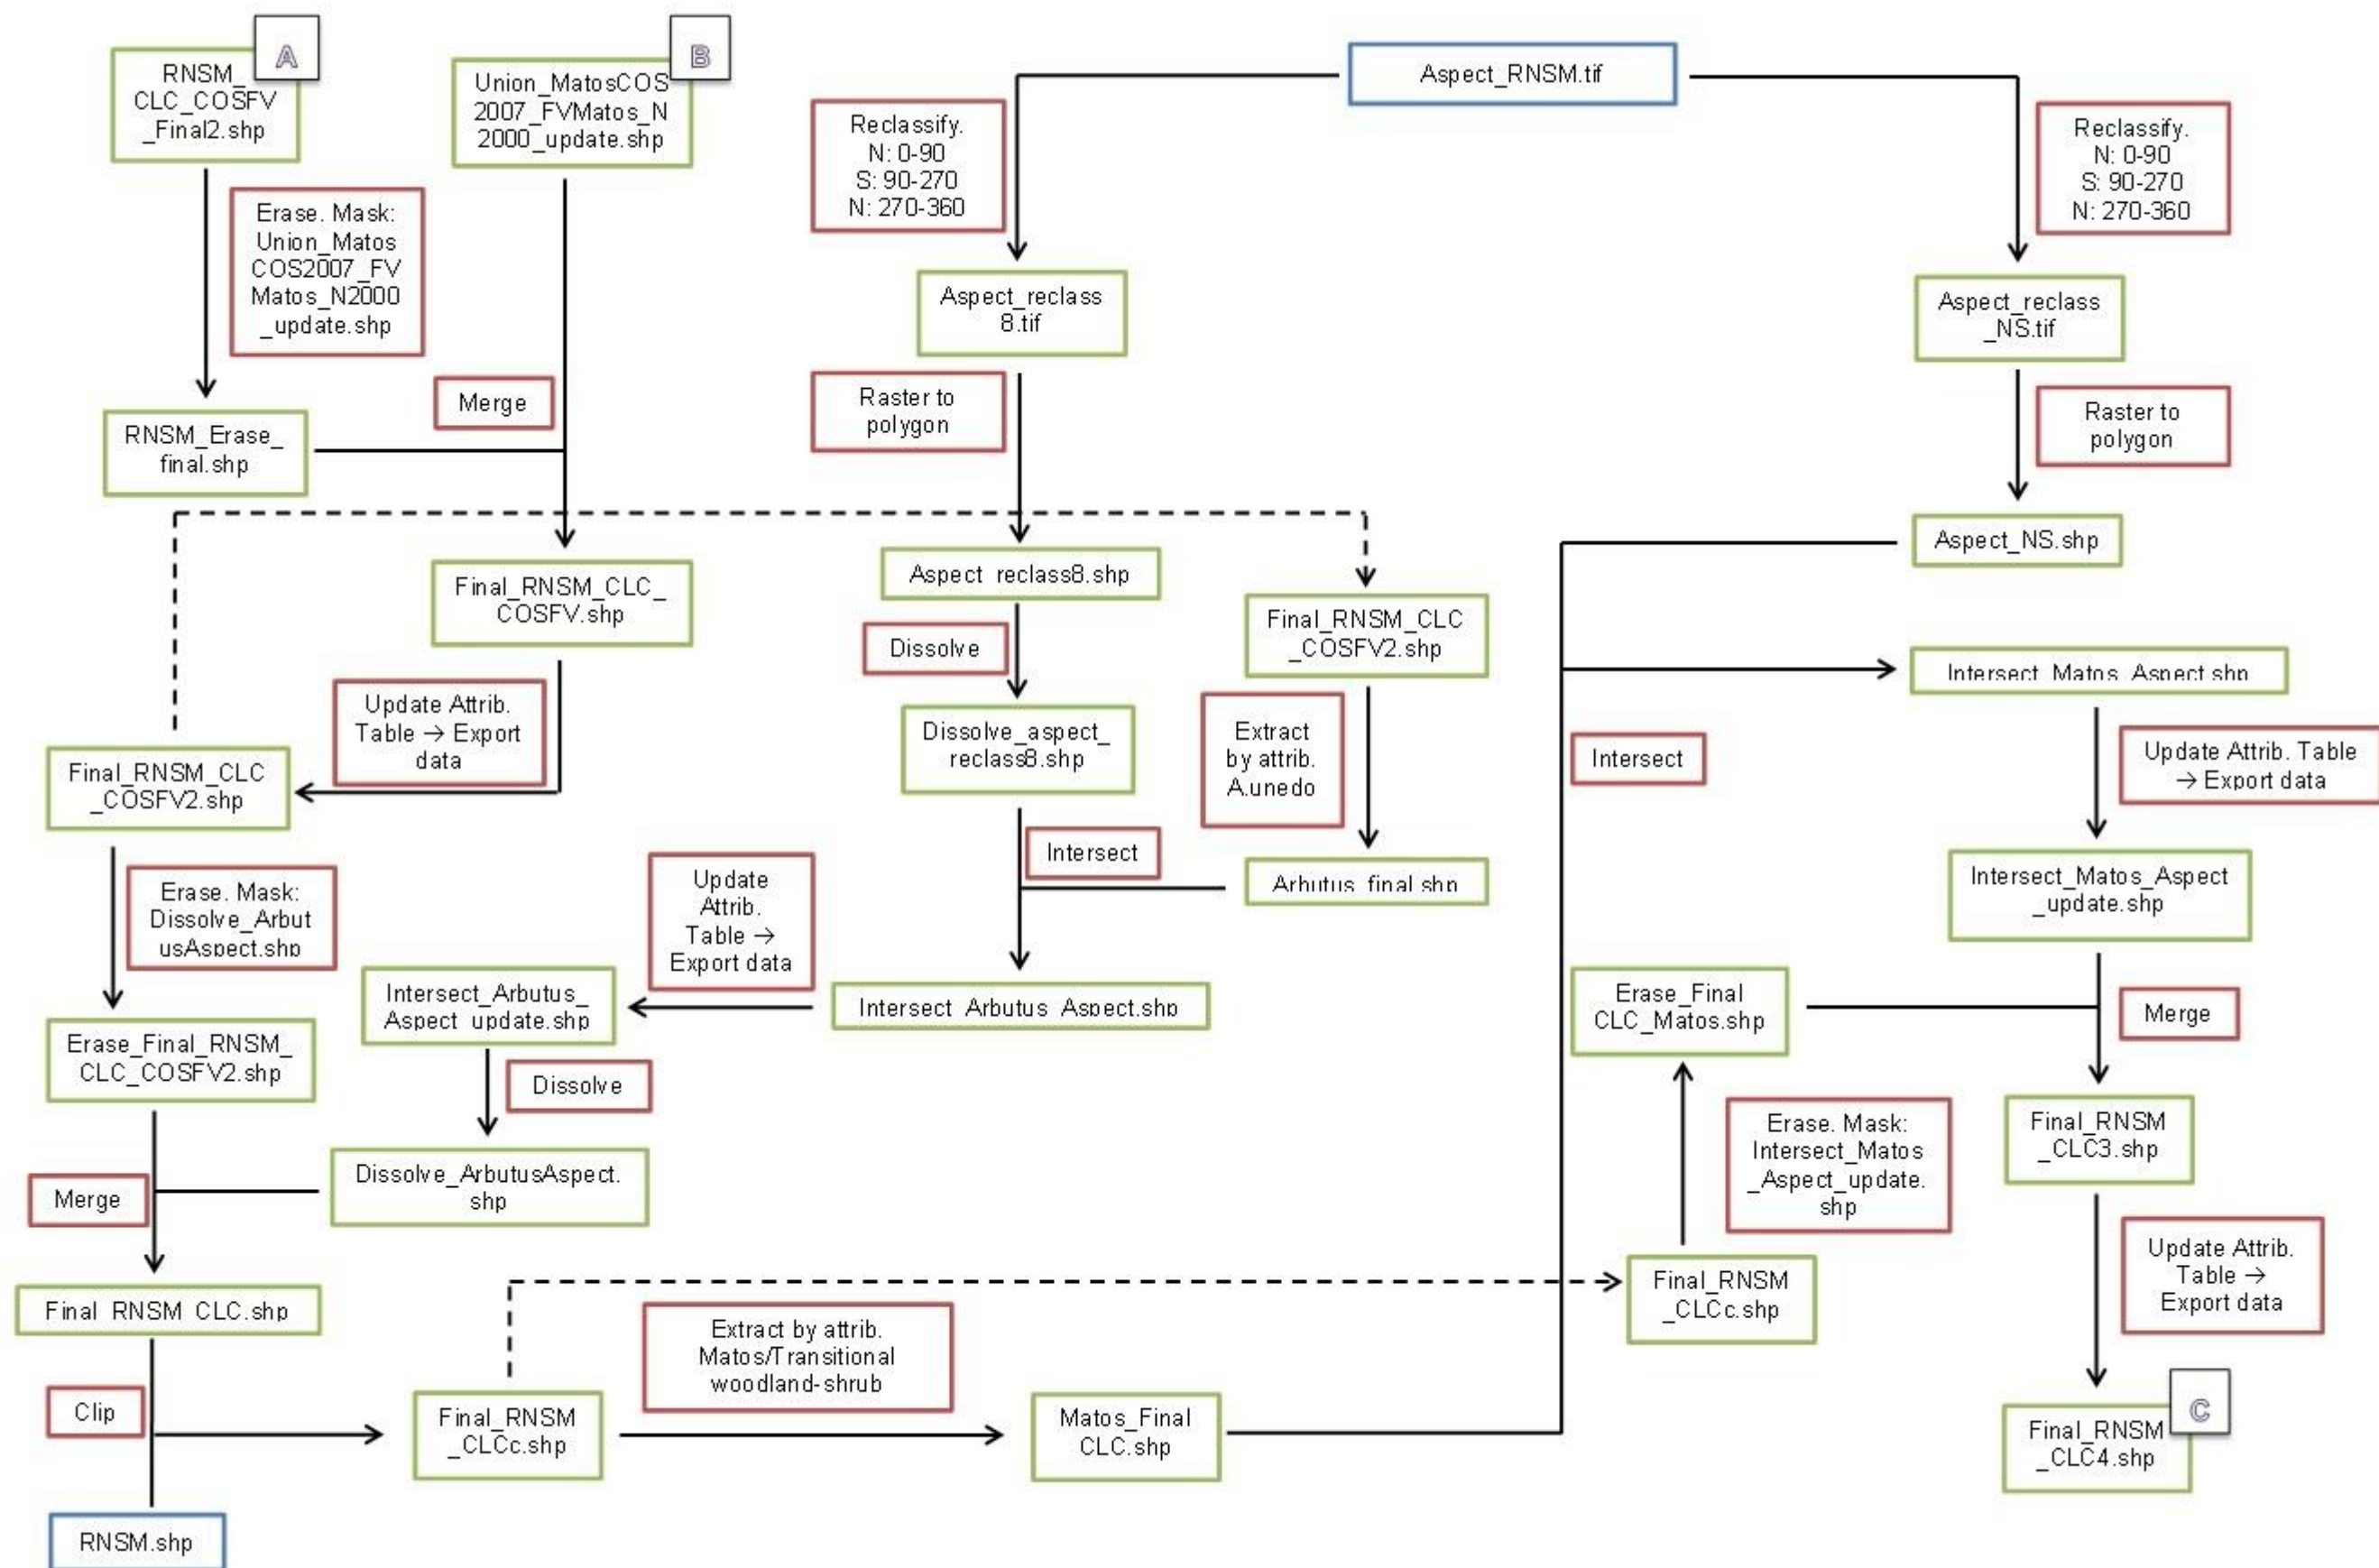 A
RNSM_
CLC_COSFV
_Final2.shp
B
Union_MatosCOS
2007_FVMatos_N
2000_update.shp
Aspect_RNSM.tif
Reclassify.
N: 0-90
S: 90-270
N: 270-360
Reclassify.
N: 0-90
S: 90-270
N: 270-360
Erase. Mask:
Union_Matos
COS2007_FV
Matos_N2000
_update.shp
Aspect_reclass
8.tif
Aspect_reclass
_NS.tif
Merge
Raster to
polygon
Raster to
polygon
RNSM_Erase_
final.shp
Aspect_NS.shp
Final_RNSM_CLC_
COSFV.shp
Aspect_reclass8.shp
Final_RNSM_CLC
_COSFV2.shp
Dissolve
Intersect_Matos_Aspect.shp
Update Attrib.
Table → Export
data
Dissolve_aspect_
reclass8.shp
Extract
by attrib.
A.unedo
Intersect
Update Attrib. Table
→ Export data
Final_RNSM_CLC
_COSFV2.shp
Intersect
Arbutus_final.shp
Intersect_Matos_Aspect
_update.shp
Erase. Mask:
Dissolve_Arbut
usAspect.shp
Update
Attrib.
Table →
Export data
Intersect_Arbutus_
Aspect_update.shp
Intersect_Arbutus_Aspect.shp
Erase_Final
CLC_Matos.shp
Merge
Erase_Final_RNSM_
CLC_COSFV2.shp
Dissolve
Erase. Mask:
Intersect_Matos
_Aspect_update.
shp
Final_RNSM
_CLC3.shp
Merge
Dissolve_ArbutusAspect.
shp
Update Attrib.
Table →
Export data
Final_RNSM_CLC.shp
Extract by attrib.
Matos/Transitional
woodland-shrub
Final_RNSM
_CLCc.shp
Clip
Final_RNSM
_CLCc.shp
Matos_Final
CLC.shp
C
Final_RNSM
_CLC4.shp
RNSM.shp